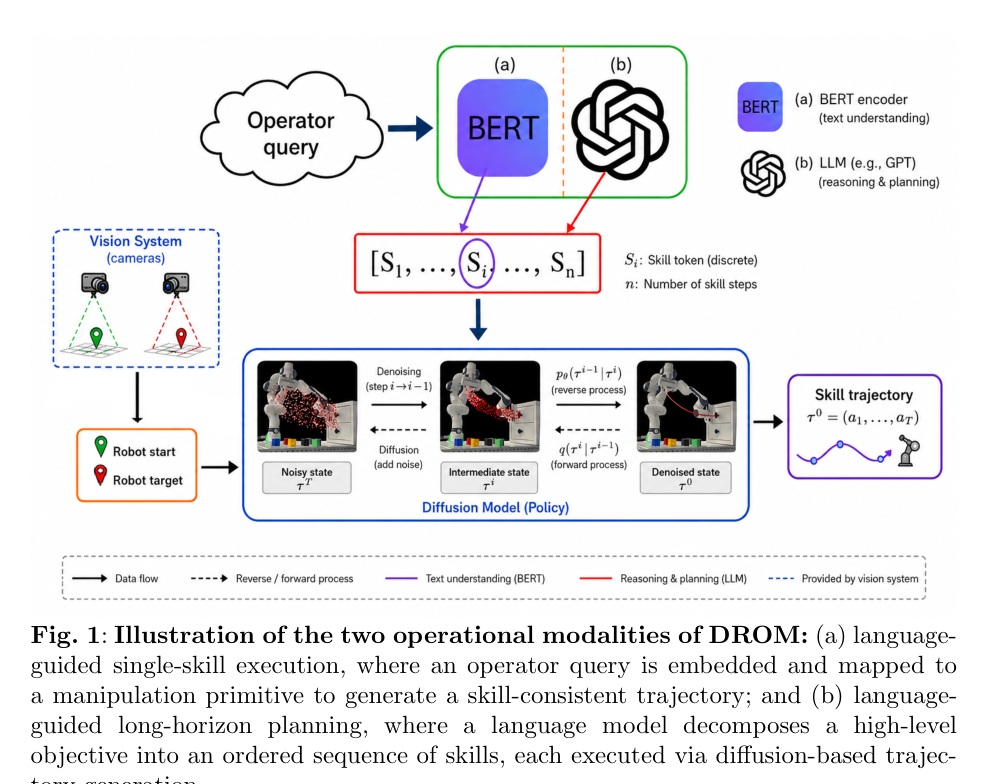 (a) (b)
Operator
query
BERT
BERT
(a) BERT encoder
(text understanding)
(b) LLM (e.g., GPT)
(reasoning & planning)
Vision System
(cameras)
[S₁, ..., Sᵢ, ..., Sₙ]
Sᵢ: Skill token (discrete)
n: Number of skill steps
Robot start
Robot target
Denoising
(step i→i−1)
Diffusion
(add noise)
pθ(τⁱ⁻¹|τⁱ)
(reverse process)
q(τⁱ|τⁱ⁻¹)
(forward process)
Noisy state
τᵀ
Intermediate state
τⁱ
Denoised state
τ⁰
Diffusion Model (Policy)
Skill trajectory
τ⁰ = (a₁, ..., a_T)
Data flow
Reverse / forward process
Text understanding (BERT)
Reasoning & planning (LLM)
Provided by vision system
Fig. 1: Illustration of the two operational modalities of DROM: (a) language-
guided single-skill execution, where an operator query is embedded and mapped to
a manipulation primitive to generate a skill-consistent trajectory; and (b) language-
guided long-horizon planning, where a language model decomposes a high-level
objective into an ordered sequence of skills, each executed via diffusion-based trajec-